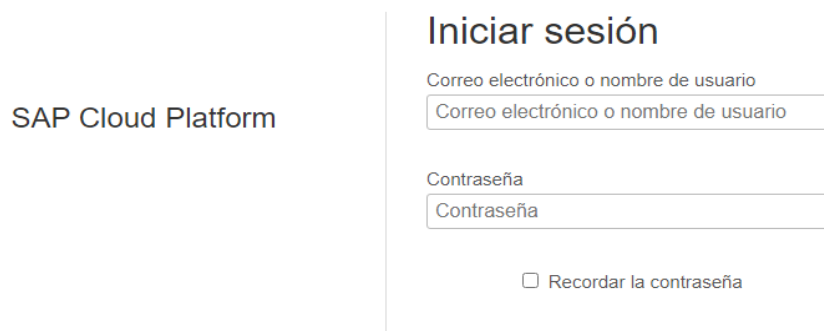 SAP Cloud Platform
Iniciar sesión
Correo electrónico o nombre de usuario
Correo electrónico o nombre de usuario
Contraseña
Contraseña
Recordar la contraseña